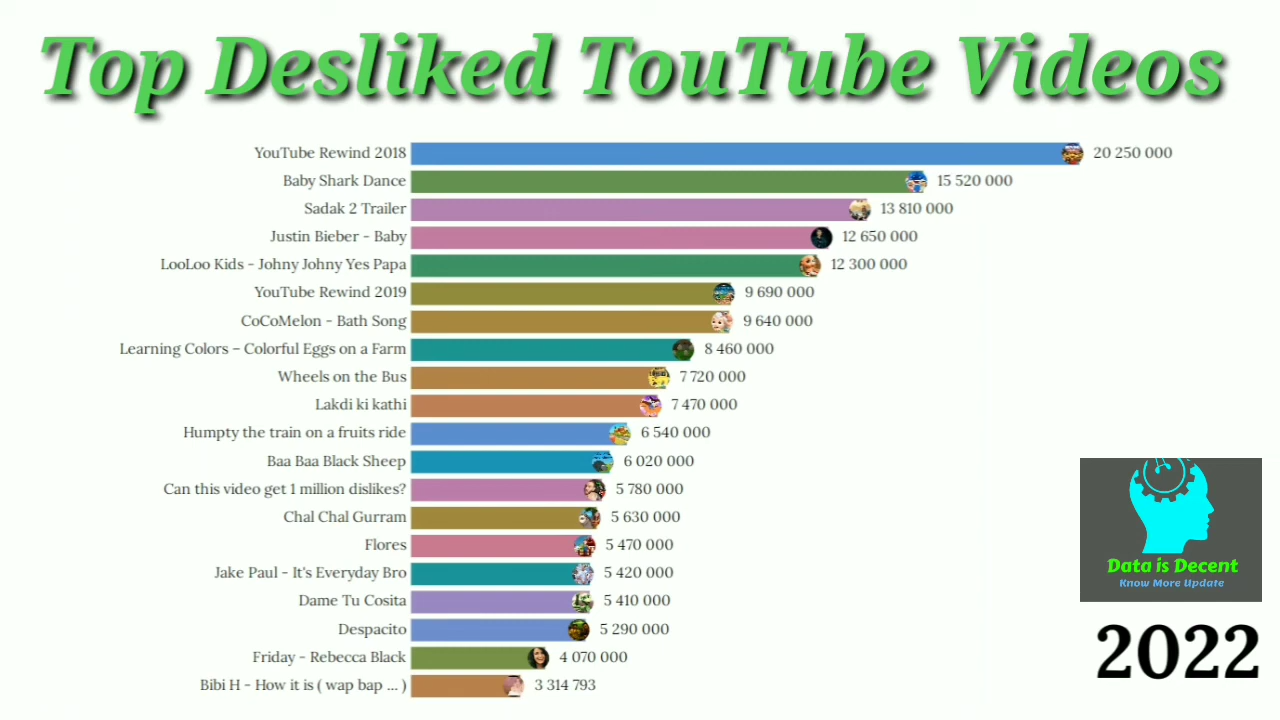 Top Desliked TouTube Videos
YouTube Rewind 2018 20 250 000
Baby Shark Dance 15 520 000
Sadak 2 Trailer 13 810 000
Justin Bieber - Baby 12 650 000
LooLoo Kids - Johny Johny Yes Papa 12 300 000
YouTube Rewind 2019 9 690 000
CoCoMelon - Bath Song 9 640 000
Learning Colors – Colorful Eggs on a Farm 8 460 000
Wheels on the Bus 7 720 000
Lakdi ki kathi 7 470 000
Humpty the train on a fruits ride 6 540 000
Baa Baa Black Sheep 6 020 000
Can this video get 1 million dislikes? 5 780 000
Chal Chal Gurram 5 630 000
Flores 5 470 000
Jake Paul - It's Everyday Bro 5 420 000
Dame Tu Cosita 5 410 000
Despacito 5 290 000
Friday - Rebecca Black 4 070 000
Bibi H - How it is ( wap bap ... ) 3 314 793
Data is Decent
Know More Update
2022